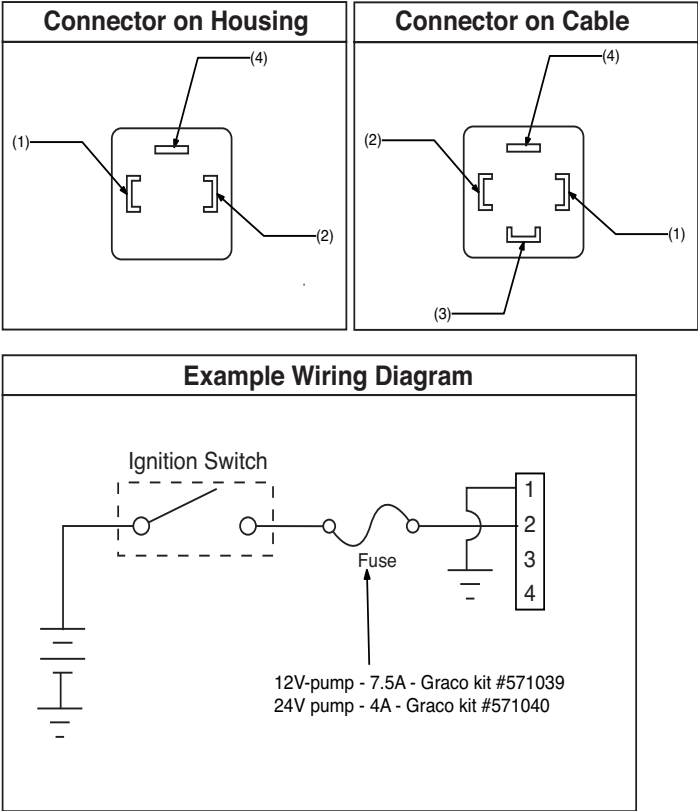 Connector on Housing
(4)
(1)
(2)
Connector on Cable
(4)
(2)
(1)
(3)
Example Wiring Diagram
Ignition Switch
Fuse
1
2
3
4
12V-pump - 7.5A - Graco kit #571039
24V pump - 4A - Graco kit #571040